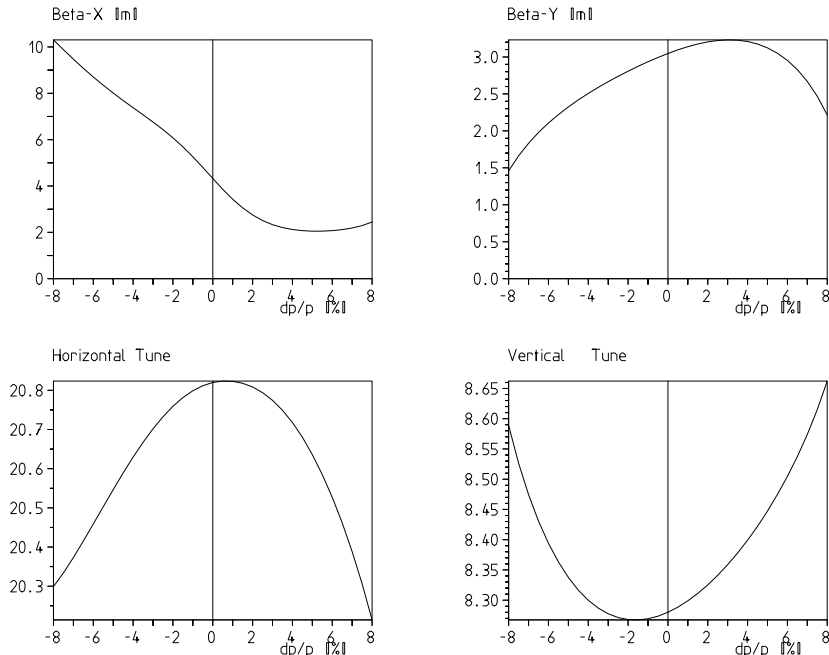 Beta-X [m]
10
8
6
4
2
0
-8 -6 -4 -2 0 2 4 6 8
dp/p [%]
Beta-Y [m]
3.0
2.5
2.0
1.5
1.0
0.5
0.0
-8 -6 -4 -2 0 2 4 6 8
dp/p [%]
Horizontal Tune
20.8
20.7
20.6
20.5
20.4
20.3
-8 -6 -4 -2 0 2 4 6 8
dp/p [%]
Vertical Tune
8.65
8.60
8.55
8.50
8.45
8.40
8.35
8.30
-8 -6 -4 -2 0 2 4 6 8
dp/p [%]